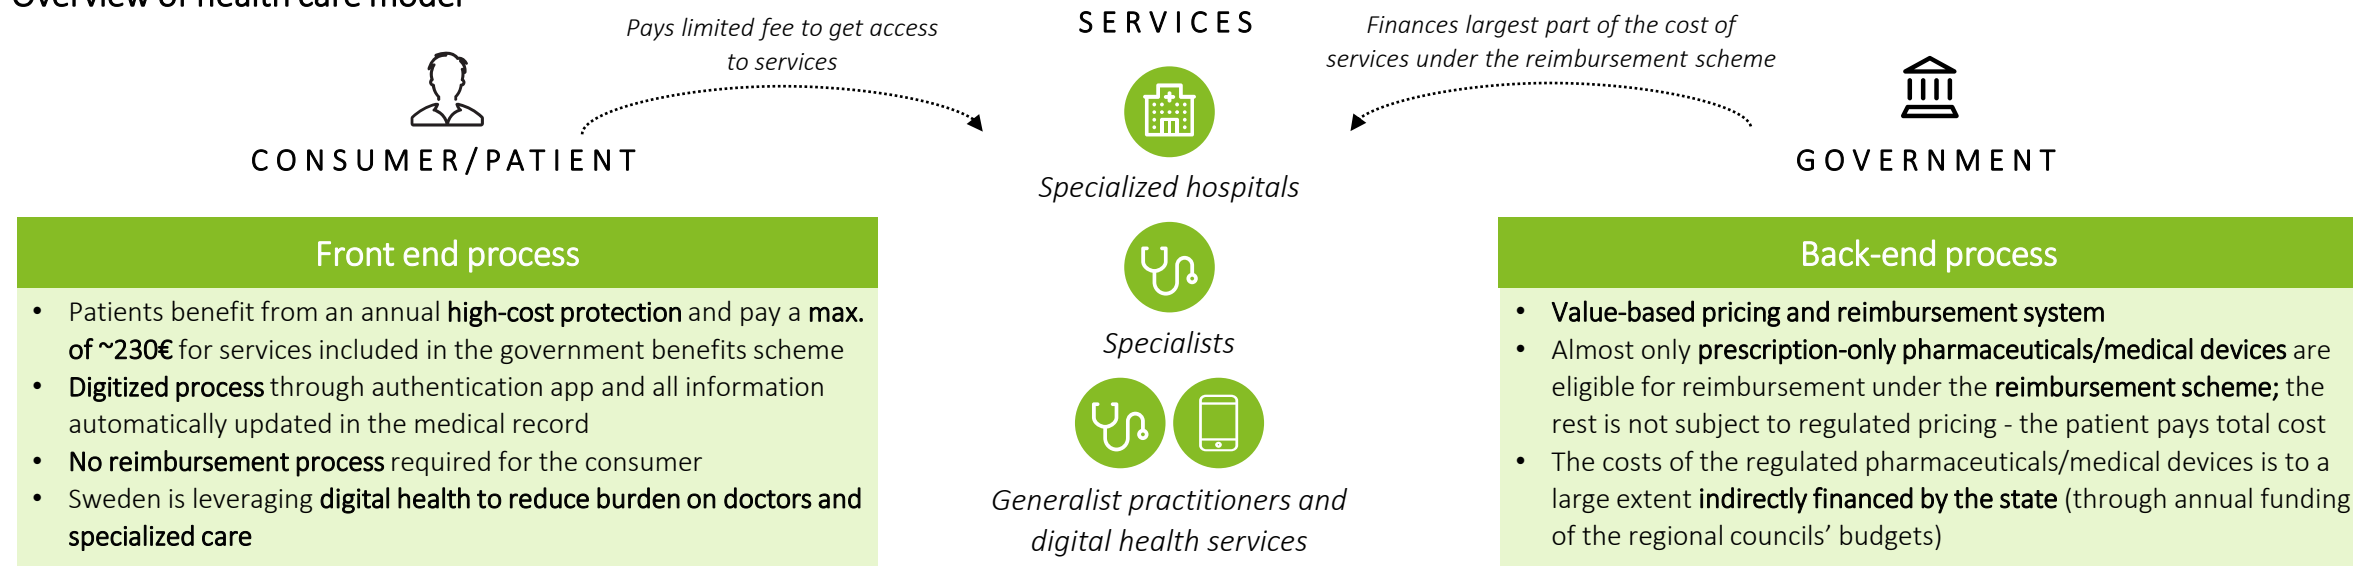 Overview of health care model
Pays limited fee to get access
to services
SERVICES
Finances largest part of the cost of
services under the reimbursement scheme
CONSUMER/PATIENT
GOVERNMENT
Specialized hospitals
Specialists
Generalist practitioners and
digital health services
Front end process
• Patients benefit from an annual high-cost protection and pay a max.
of ~230€ for services included in the government benefits scheme
• Digitized process through authentication app and all information
automatically updated in the medical record
• No reimbursement process required for the consumer
• Sweden is leveraging digital health to reduce burden on doctors and
specialized care
Back-end process
• Value-based pricing and reimbursement system
• Almost only prescription-only pharmaceuticals/medical devices are
eligible for reimbursement under the reimbursement scheme; the
rest is not subject to regulated pricing - the patient pays total cost
• The costs of the regulated pharmaceuticals/medical devices is to a
large extent indirectly financed by the state (through annual funding
of the regional councils’ budgets)